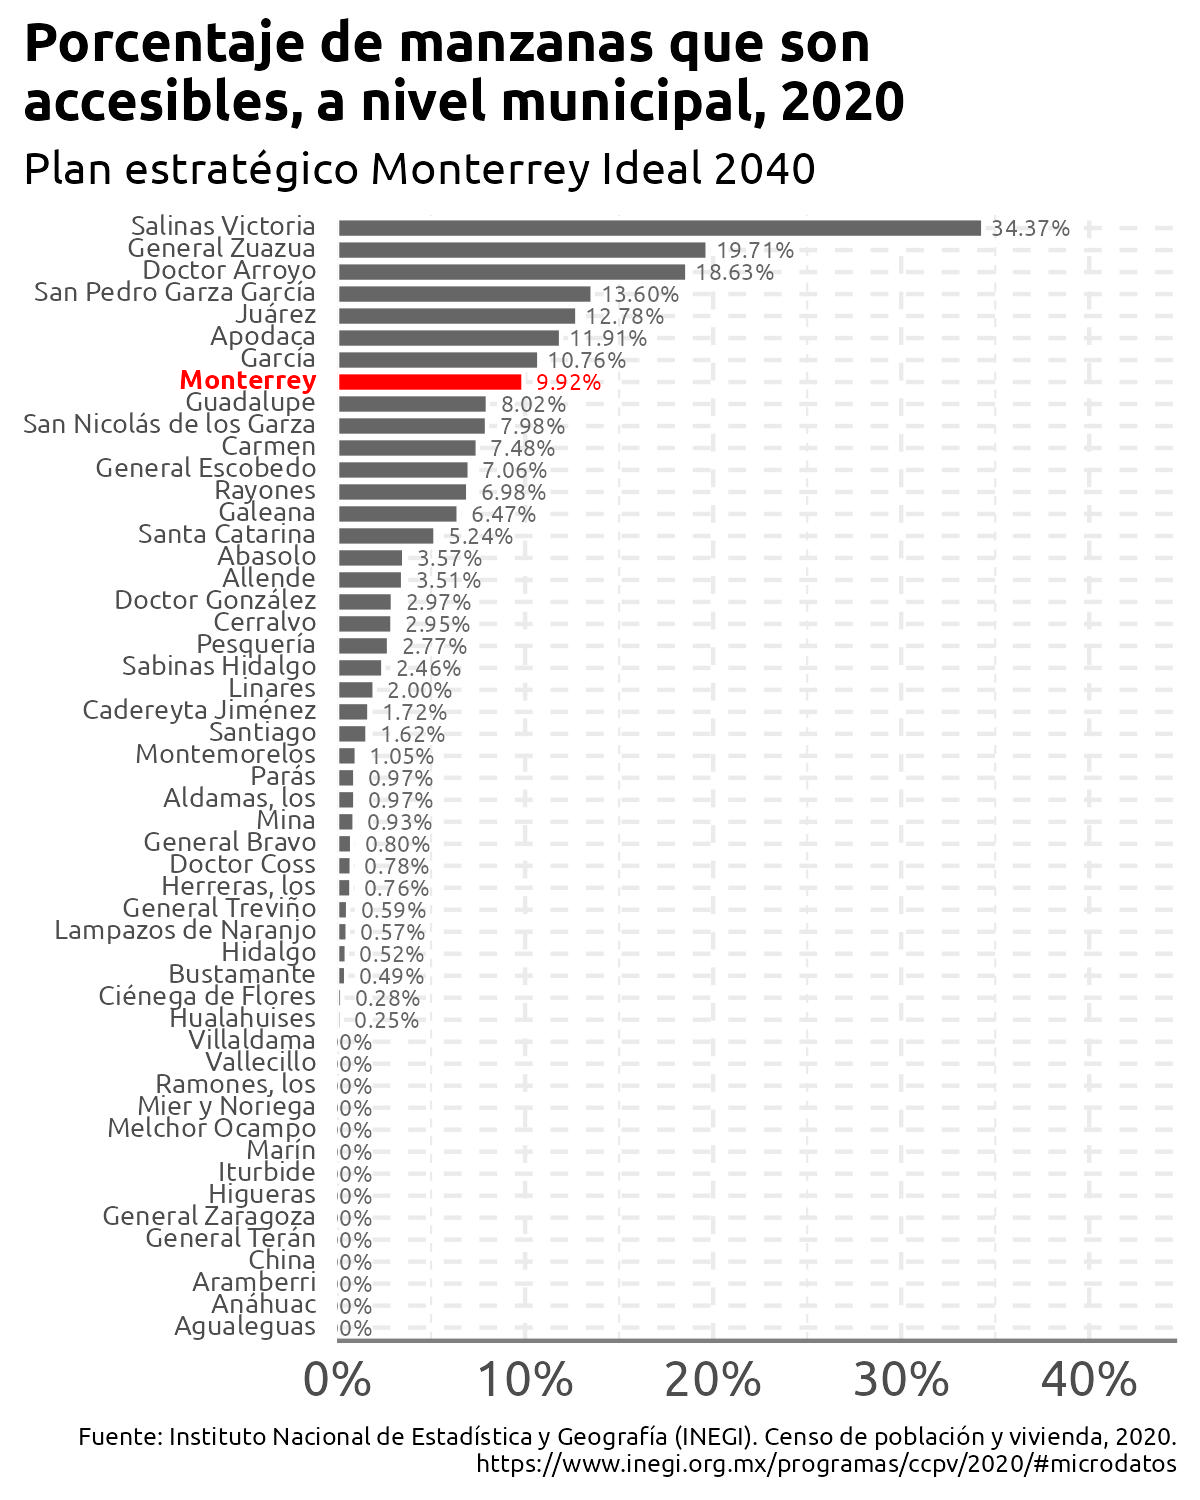 Porcentaje de manzanas que son
accesibles, a nivel municipal, 2020
Plan estratégico Monterrey Ideal 2040
Salinas Victoria 34.37%
General Zuazua 19.71%
Doctor Arroyo 18.63%
San Pedro Garza García 13.60%
Juárez 12.78%
Apodaca 11.91%
García 10.76%
Monterrey 9.92%
Guadalupe 8.02%
San Nicolás de los Garza 7.98%
Carmen 7.48%
General Escobedo 7.06%
Rayones 6.98%
Galeana 6.47%
Santa Catarina 5.24%
Abasolo 3.57%
Allende 3.51%
Doctor González 2.97%
Cerralvo 2.95%
Pesquería 2.77%
Sabinas Hidalgo 2.46%
Linares 2.00%
Cadereyta Jiménez 1.72%
Santiago 1.62%
Montemorelos 1.05%
Parás 0.97%
Aldamas, los 0.97%
Mina 0.93%
General Bravo 0.80%
Doctor Coss 0.78%
Herreras, los 0.76%
General Treviño 0.59%
Lampazos de Naranjo 0.57%
Hidalgo 0.52%
Bustamante 0.49%
Ciénega de Flores 0.28%
Hualahuises 0.25%
Villaldama 0%
Vallecillo 0%
Ramones, los 0%
Mier y Noriega 0%
Melchor Ocampo 0%
Marín 0%
Iturbide 0%
Higueras 0%
General Zaragoza 0%
General Terán 0%
China 0%
Aramberri 0%
Anáhuac 0%
Agualeguas 0%
0% 10% 20% 30% 40%
Fuente: Instituto Nacional de Estadística y Geografía (INEGI). Censo de población y vivienda, 2020.
https://www.inegi.org.mx/programas/ccpv/2020/#microdatos